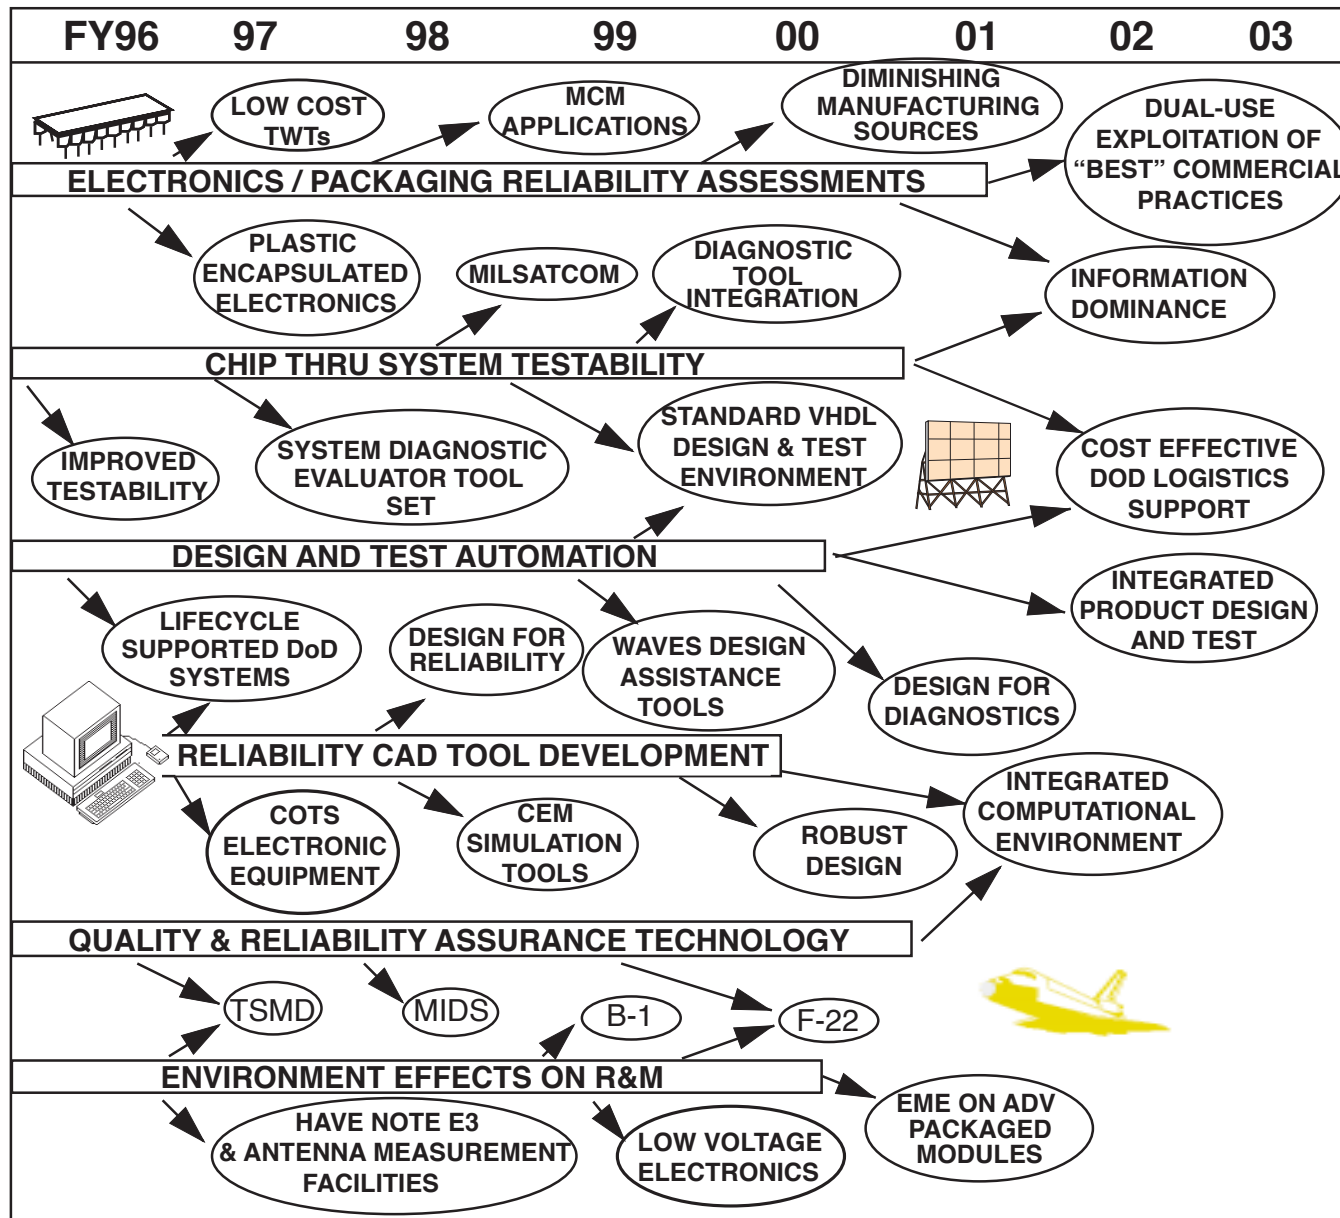 FY96 97 98 99 00 01 02 03
LOW COST
TWTs
MCM
APPLICATIONS
DIMINISHING
MANUFACTURING
SOURCES
DUAL-USE
EXPLOITATION OF
“BEST” COMMERCIAL
PRACTICES
ELECTRONICS / PACKAGING RELIABILITY ASSESSMENTS
PLASTIC
ENCAPSULATED
ELECTRONICS
MILSATCOM
DIAGNOSTIC
TOOL
INTEGRATION
INFORMATION
DOMINANCE
CHIP THRU SYSTEM TESTABILITY
IMPROVED
TESTABILITY
SYSTEM DIAGNOSTIC
EVALUATOR TOOL
SET
STANDARD VHDL
DESIGN & TEST
ENVIRONMENT
COST EFFECTIVE
DOD LOGISTICS
SUPPORT
DESIGN AND TEST AUTOMATION
LIFECYCLE
SUPPORTED DoD
SYSTEMS
DESIGN FOR
RELIABILITY
WAVES DESIGN
ASSISTANCE
TOOLS
DESIGN FOR
DIAGNOSTICS
INTEGRATED
PRODUCT DESIGN
AND TEST
RELIABILITY CAD TOOL DEVELOPMENT
COTS
ELECTRONIC
EQUIPMENT
CEM
SIMULATION
TOOLS
ROBUST
DESIGN
INTEGRATED
COMPUTATIONAL
ENVIRONMENT
QUALITY & RELIABILITY ASSURANCE TECHNOLOGY
TSMD
MIDS
B-1
F-22
ENVIRONMENT EFFECTS ON R&M
HAVE NOTE E3
& ANTENNA MEASUREMENT
FACILITIES
LOW VOLTAGE
ELECTRONICS
EME ON ADV
PACKAGED
MODULES